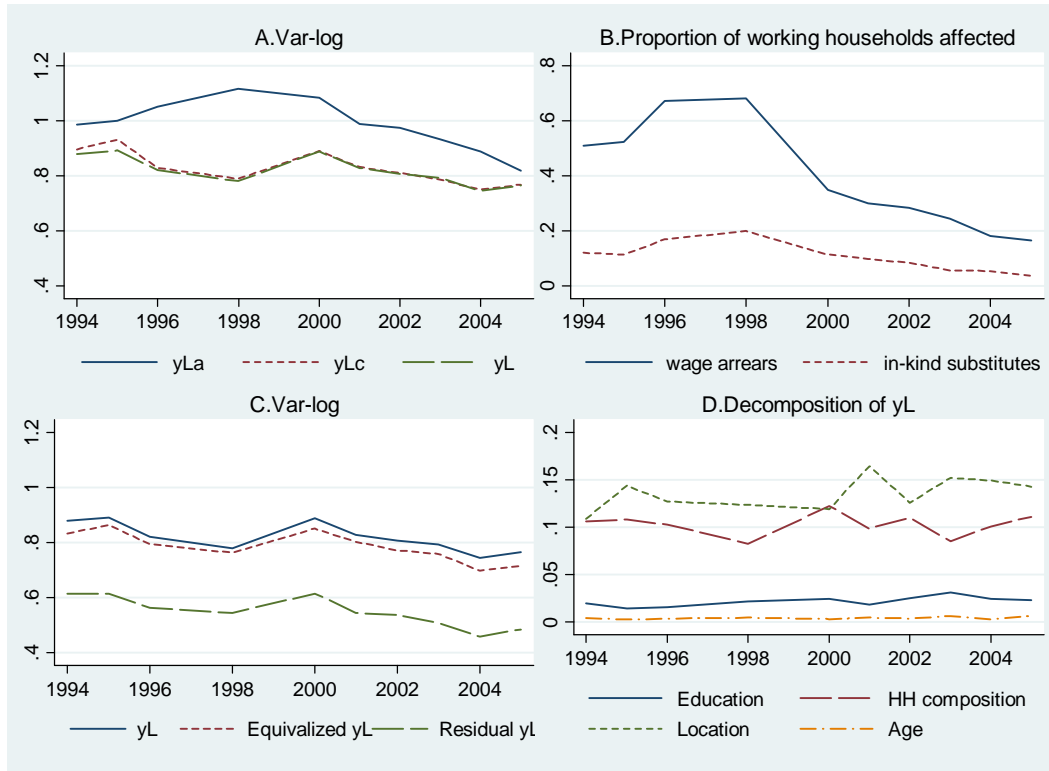 A.Var-log
1.2
1
.8
.6
.4
1994 1996 1998 2000 2002 2004
yLa yLc yL
B.Proportion of working households affected
.8
.6
.4
.2
0
1994 1996 1998 2000 2002 2004
wage arrears in-kind substitutes
C.Var-log
1.2
1
.8
.6
.4
1994 1996 1998 2000 2002 2004
yL Equivalized yL Residual yL
D.Decomposition of yL
.2
.15
.1
.05
0
1994 1996 1998 2000 2002 2004
Education HH composition
Location Age